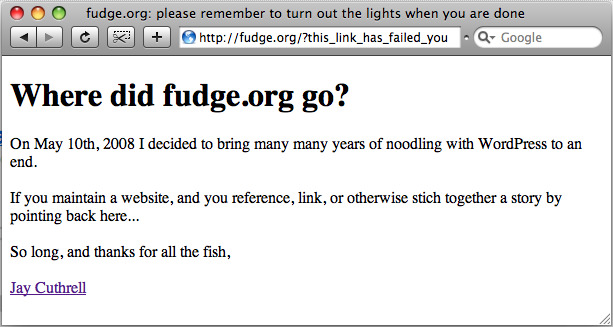 fudge.org: please remember to turn out the lights when you are done
http://fudge.org/?this_link_has_failed_you
Google
Where did fudge.org go?
On May 10th, 2008 I decided to bring many many years of noodling with WordPress to an
end.
If you maintain a website, and you reference, link, or otherwise stich together a story by
pointing back here...
So long, and thanks for all the fish,
Jay Cuthrell